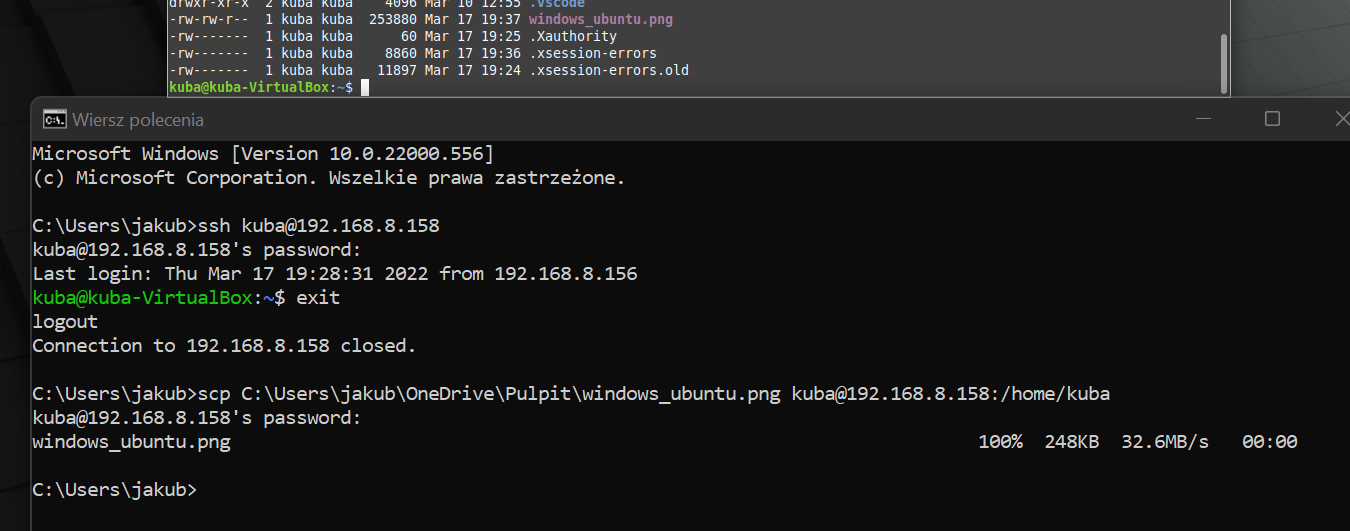 drwxr-xr-x  2 kuba kuba   4096 Mar 10 12:55 .vscode
-rw-rw-r--  1 kuba kuba 253880 Mar 17 19:37 windows_ubuntu.png
-rw-------  1 kuba kuba     60 Mar 17 19:25 .Xauthority
-rw-------  1 kuba kuba   8860 Mar 17 19:36 .xsession-errors
-rw-------  1 kuba kuba  11897 Mar 17 19:24 .xsession-errors.old
kuba@kuba-VirtualBox:~$
Wiersz polecenia
Microsoft Windows [Version 10.0.22000.556]
(c) Microsoft Corporation. Wszelkie prawa zastrzeżone.
C:\Users\jakub>ssh kuba@192.168.8.158
kuba@192.168.8.158's password:
Last login: Thu Mar 17 19:28:31 2022 from 192.168.8.156
kuba@kuba-VirtualBox:~$ exit
logout
Connection to 192.168.8.158 closed.
C:\Users\jakub>scp C:\Users\jakub\OneDrive\Pulpit\windows_ubuntu.png kuba@192.168.8.158:/home/kuba
kuba@192.168.8.158's password:
windows_ubuntu.png 100% 248KB 32.6MB/s 00:00
C:\Users\jakub>